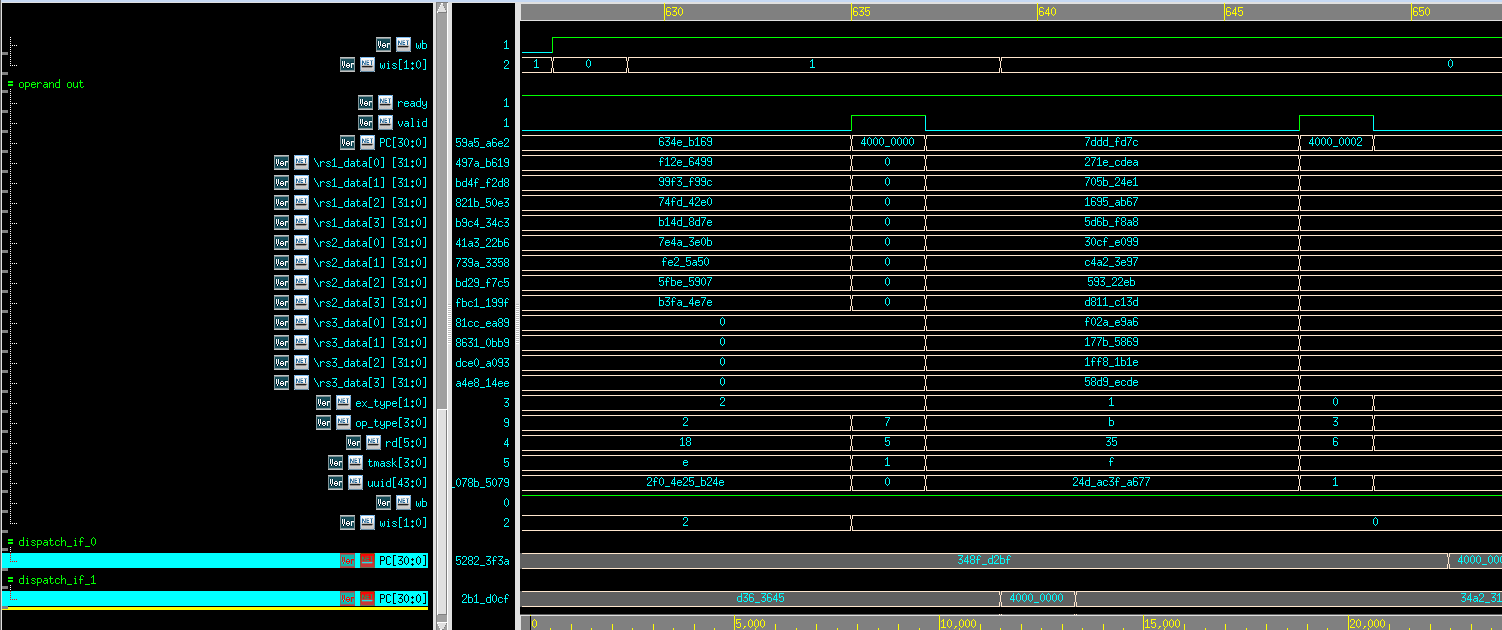 630 635 640 645 650
Ver NET wb 1
Ver NET wis[1:0] 2 1 0 1 0
operand out
Ver NET ready 1
Ver NET valid 1
Ver NET PC[30:0] 59a5_a6e2 634e_b169 4000_0000 7ddd_fd7c 4000_0002
Ver NET \rs1_data[0] [31:0] 497a_b619 f12e_6499 0 271e_cdea
Ver NET \rs1_data[1] [31:0] bd4f_f2d8 99f3_f99c 0 705b_24e1
Ver NET \rs1_data[2] [31:0] 821b_50e3 74fd_42e0 0 1695_ab67
Ver NET \rs1_data[3] [31:0] b9c4_34c3 b14d_8d7e 0 5d6b_f8a8
Ver NET \rs2_data[0] [31:0] 41a3_22b6 7e4a_3e0b 0 30cf_e099
Ver NET \rs2_data[1] [31:0] 739a_3358 fe2_5a50 0 c4a2_3e97
Ver NET \rs2_data[2] [31:0] bd29_f7c5 5fbe_5907 0 593_22eb
Ver NET \rs2_data[3] [31:0] fbc1_199f b3fa_4e7e 0 d811_c13d
Ver NET \rs3_data[0] [31:0] 81cc_ea89 0 f02a_e9a6
Ver NET \rs3_data[1] [31:0] 8631_0bb9 0 177b_5869
Ver NET \rs3_data[2] [31:0] dce0_a093 0 1ff8_1b1e
Ver NET \rs3_data[3] [31:0] a4e8_14ee 0 58d9_ecde
Ver NET ex_type[1:0] 3 2 1 0
Ver NET op_type[3:0] 9 2 7 b 3
Ver NET rd[5:0] 4 18 5 35 6
Ver NET tmask[3:0] 5 e 1 f
Ver NET uuid[43:0] _078b_5079 2f0_4e25_b24e 0 24d_ac3f_a677 1
Ver NET wb 0
Ver NET wis[1:0] 2 2 0
dispatch_if_0
Ver NET PC[30:0] 5282_3f3a 348f_d2bf 4000_000
dispatch_if_1
Ver NET PC[30:0] 2b1_d0cf d36_3645 4000_0000 34a2_31
0 5,000 10,000 15,000 20,000